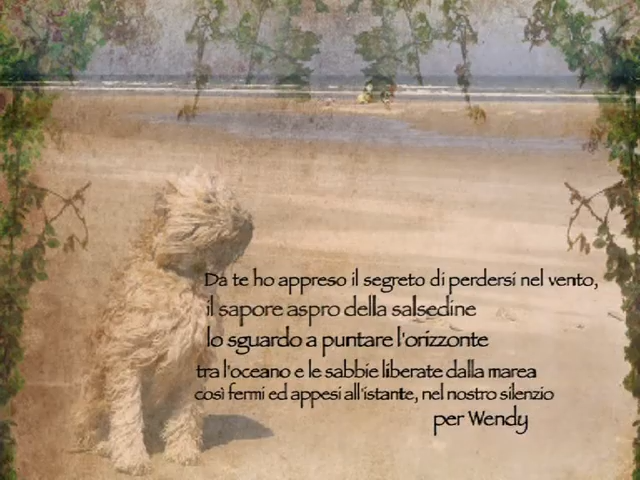 Da te ho appreso il segreto di perdersi nel vento,
il sapore aspro della salsedine
lo sguardo a puntare l'orizzonte
tra l'oceano e le sabbie liberate dalla marea
così fermi ed appesi all'istante, nel nostro silenzio
per Wendy